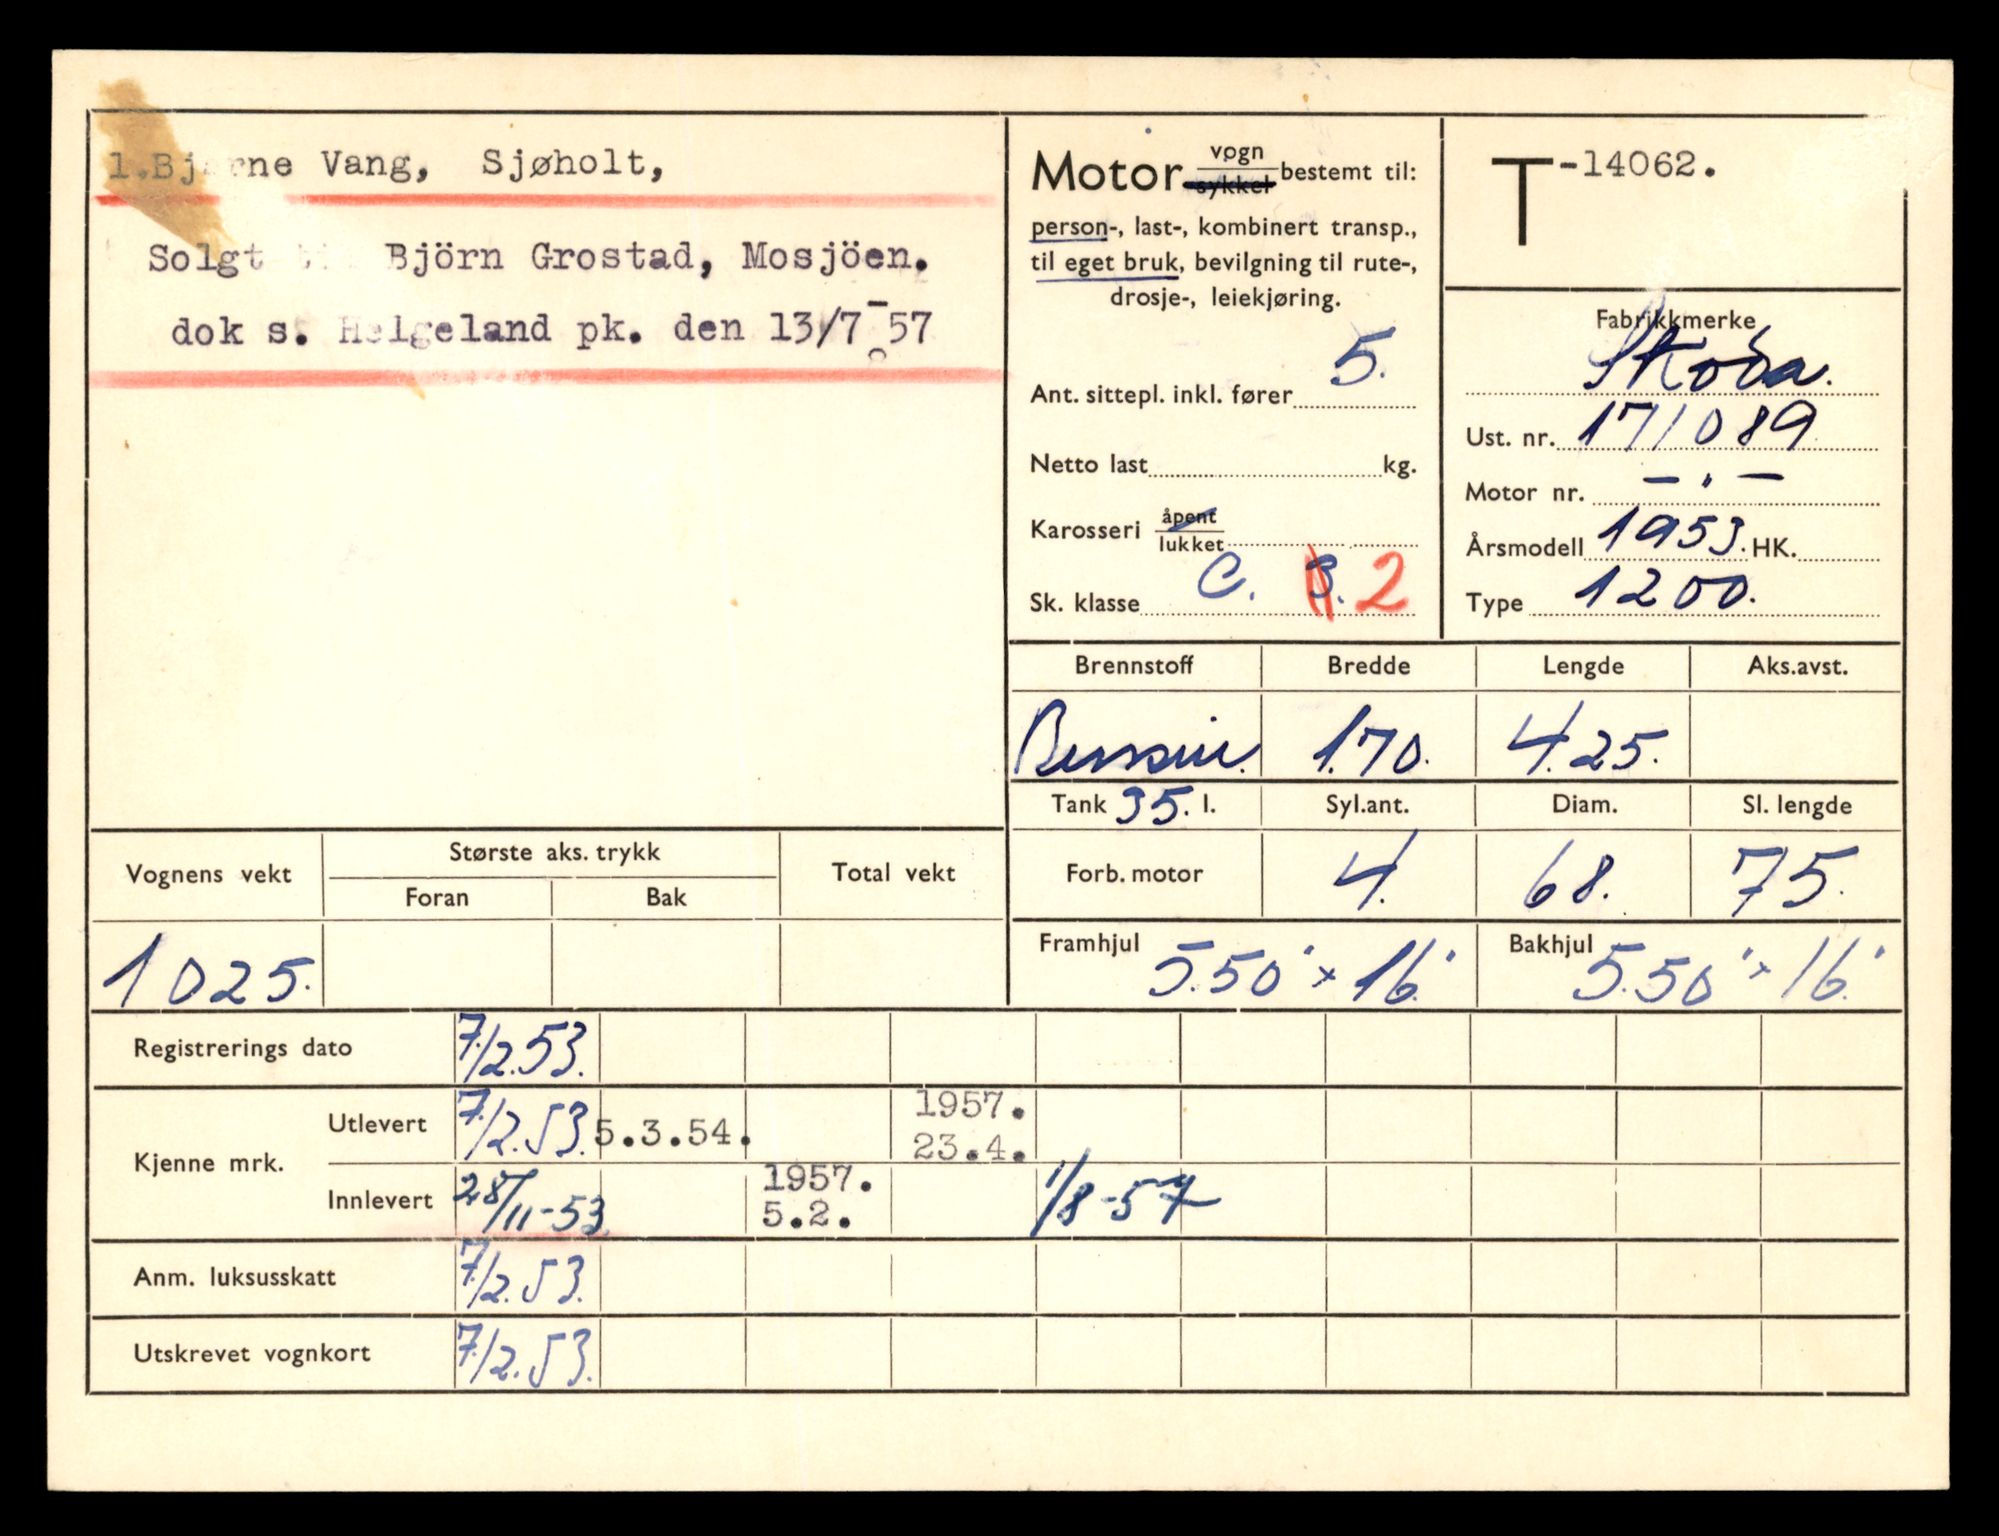 1.Bjarne Vang, Sjøholt,
Solgt til Björn Grostad, Mosjöen.
dok s. Helgeland pk. den 13/7-57
Motor vogn sykkel bestemt til:
person-, last-, kombinert transp.,
til eget bruk, bevilgning til rute-,
drosje-, leiekjøring.
Ant. sittepl. inkl. fører 5.
Netto last kg.
Karosseri åpent lukket
Sk. klasse C. 3. 2
T-14062.
Fabrikkmerke
Skoda.
Ust. nr. 171089
Motor nr. — " —
Årsmodell 1953. HK.
Type 1200.
Brennstoff Bredde Lengde Aks.avst.
Bensin. 1.70. 4.25.
Tank 35. l. Syl.ant. Diam. Sl. lengde
Forb. motor 4. 68. 75.
Framhjul 5.50" x 16" Bakhjul 5.50" x 16"
Vognens vekt Største aks. trykk Total vekt
Foran Bak
1025.
Registrerings dato 7/2.53.
Kjenne mrk. Utlevert 7/2.53. 5.3.54. 1957. 23.4.
Innlevert 28/11-53 1957. 5.2. 1/8-57
Anm. luksusskatt 7/2.53.
Utskrevet vognkort 7/2.53.